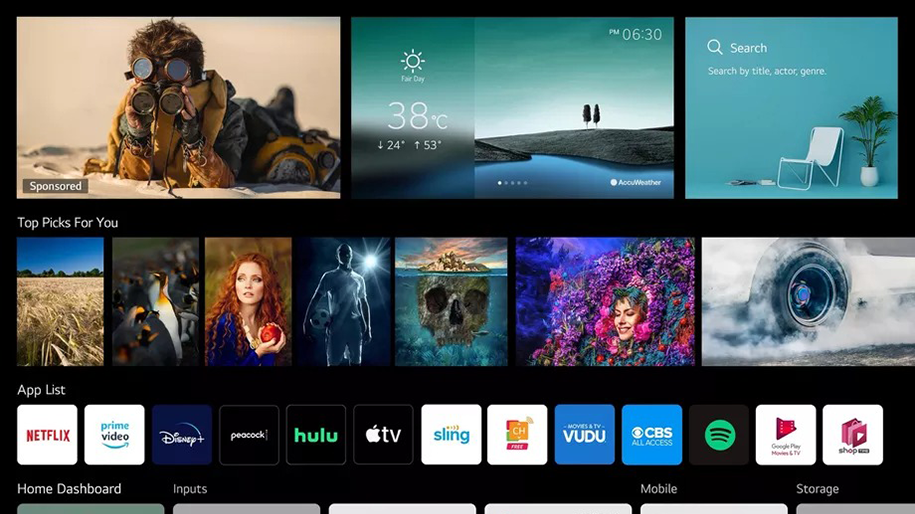 Sponsored
Fair Day
38°C
↓ 24° ↑ 53°
PM 06:30
AccuWeather
Search
Search by title, actor, genre.
Top Picks For You
App List
NETFLIX
prime
video
Disney+
peacock
hulu
tv
sling
CH
FREE
MOVIES & TV
VUDU
CBS
ALL ACCESS
Google Play
Movies & TV
shop TIME
Home Dashboard
Inputs
Mobile
Storage